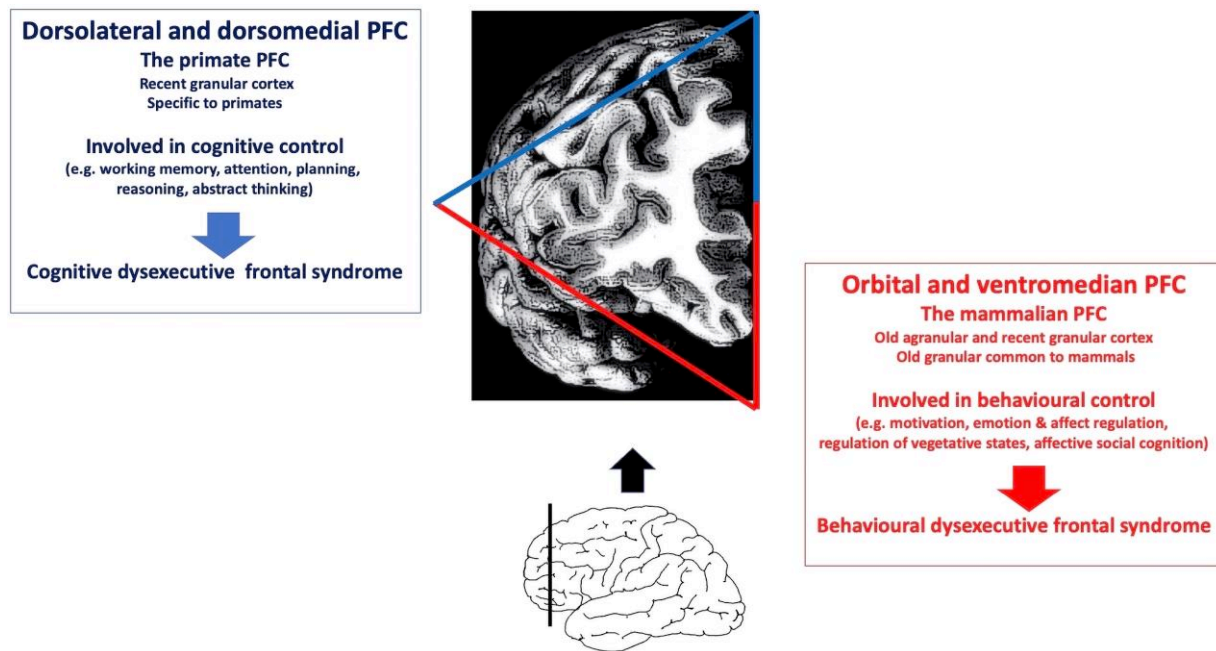 Dorsolateral and dorsomedial PFC
The primate PFC
Recent granular cortex
Specific to primates
Involved in cognitive control
(e.g. working memory, attention, planning,
reasoning, abstract thinking)
Cognitive dysexecutive frontal syndrome
Orbital and ventromedian PFC
The mammalian PFC
Old agranular and recent granular cortex
Old granular common to mammals
Involved in behavioural control
(e.g. motivation, emotion & affect regulation,
regulation of vegetative states, affective social cognition)
Behavioural dysexecutive frontal syndrome